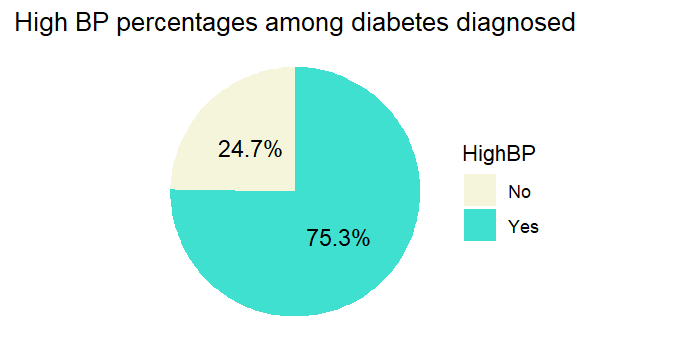 High BP percentages among diabetes diagnosed
24.7%
75.3%
HighBP
No
Yes